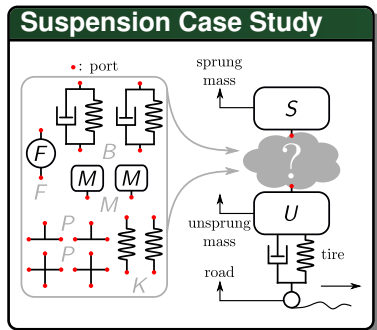 Suspension Case Study
: port
sprung
mass
S
B
F
F
?
M
M
M
unsprung
mass
U
P
P
tire
K
road